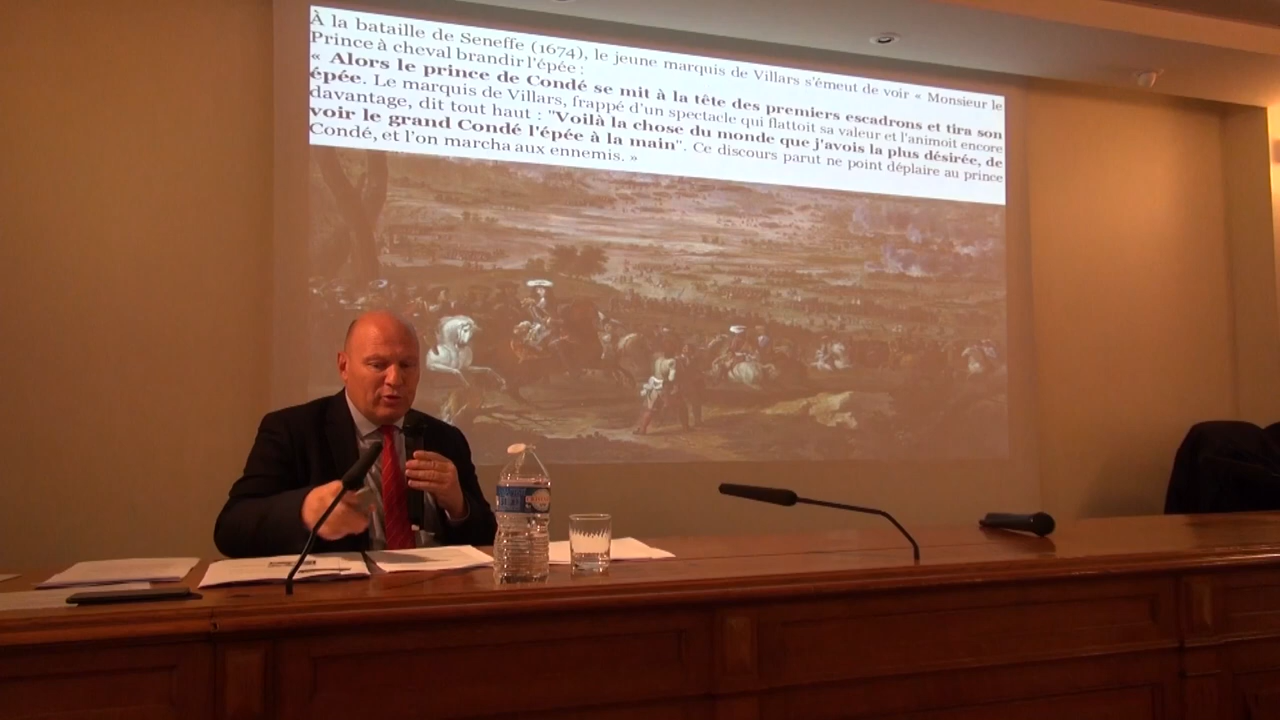 À la bataille de Seneffe (1674), le jeune marquis de Villars s'émeut de voir « Monsieur le
Prince à cheval brandir l'épée :
« Alors le prince de Condé se mit à la tête des premiers escadrons et tira son
épée. Le marquis de Villars, frappé d'un spectacle qui flattoit sa valeur et l'animoit encore
davantage, dit tout haut : "Voilà la chose du monde que j'avois la plus désirée, de
voir le grand Condé l'épée à la main". Ce discours parut ne point déplaire au prince
Condé, et l'on marcha aux ennemis. »